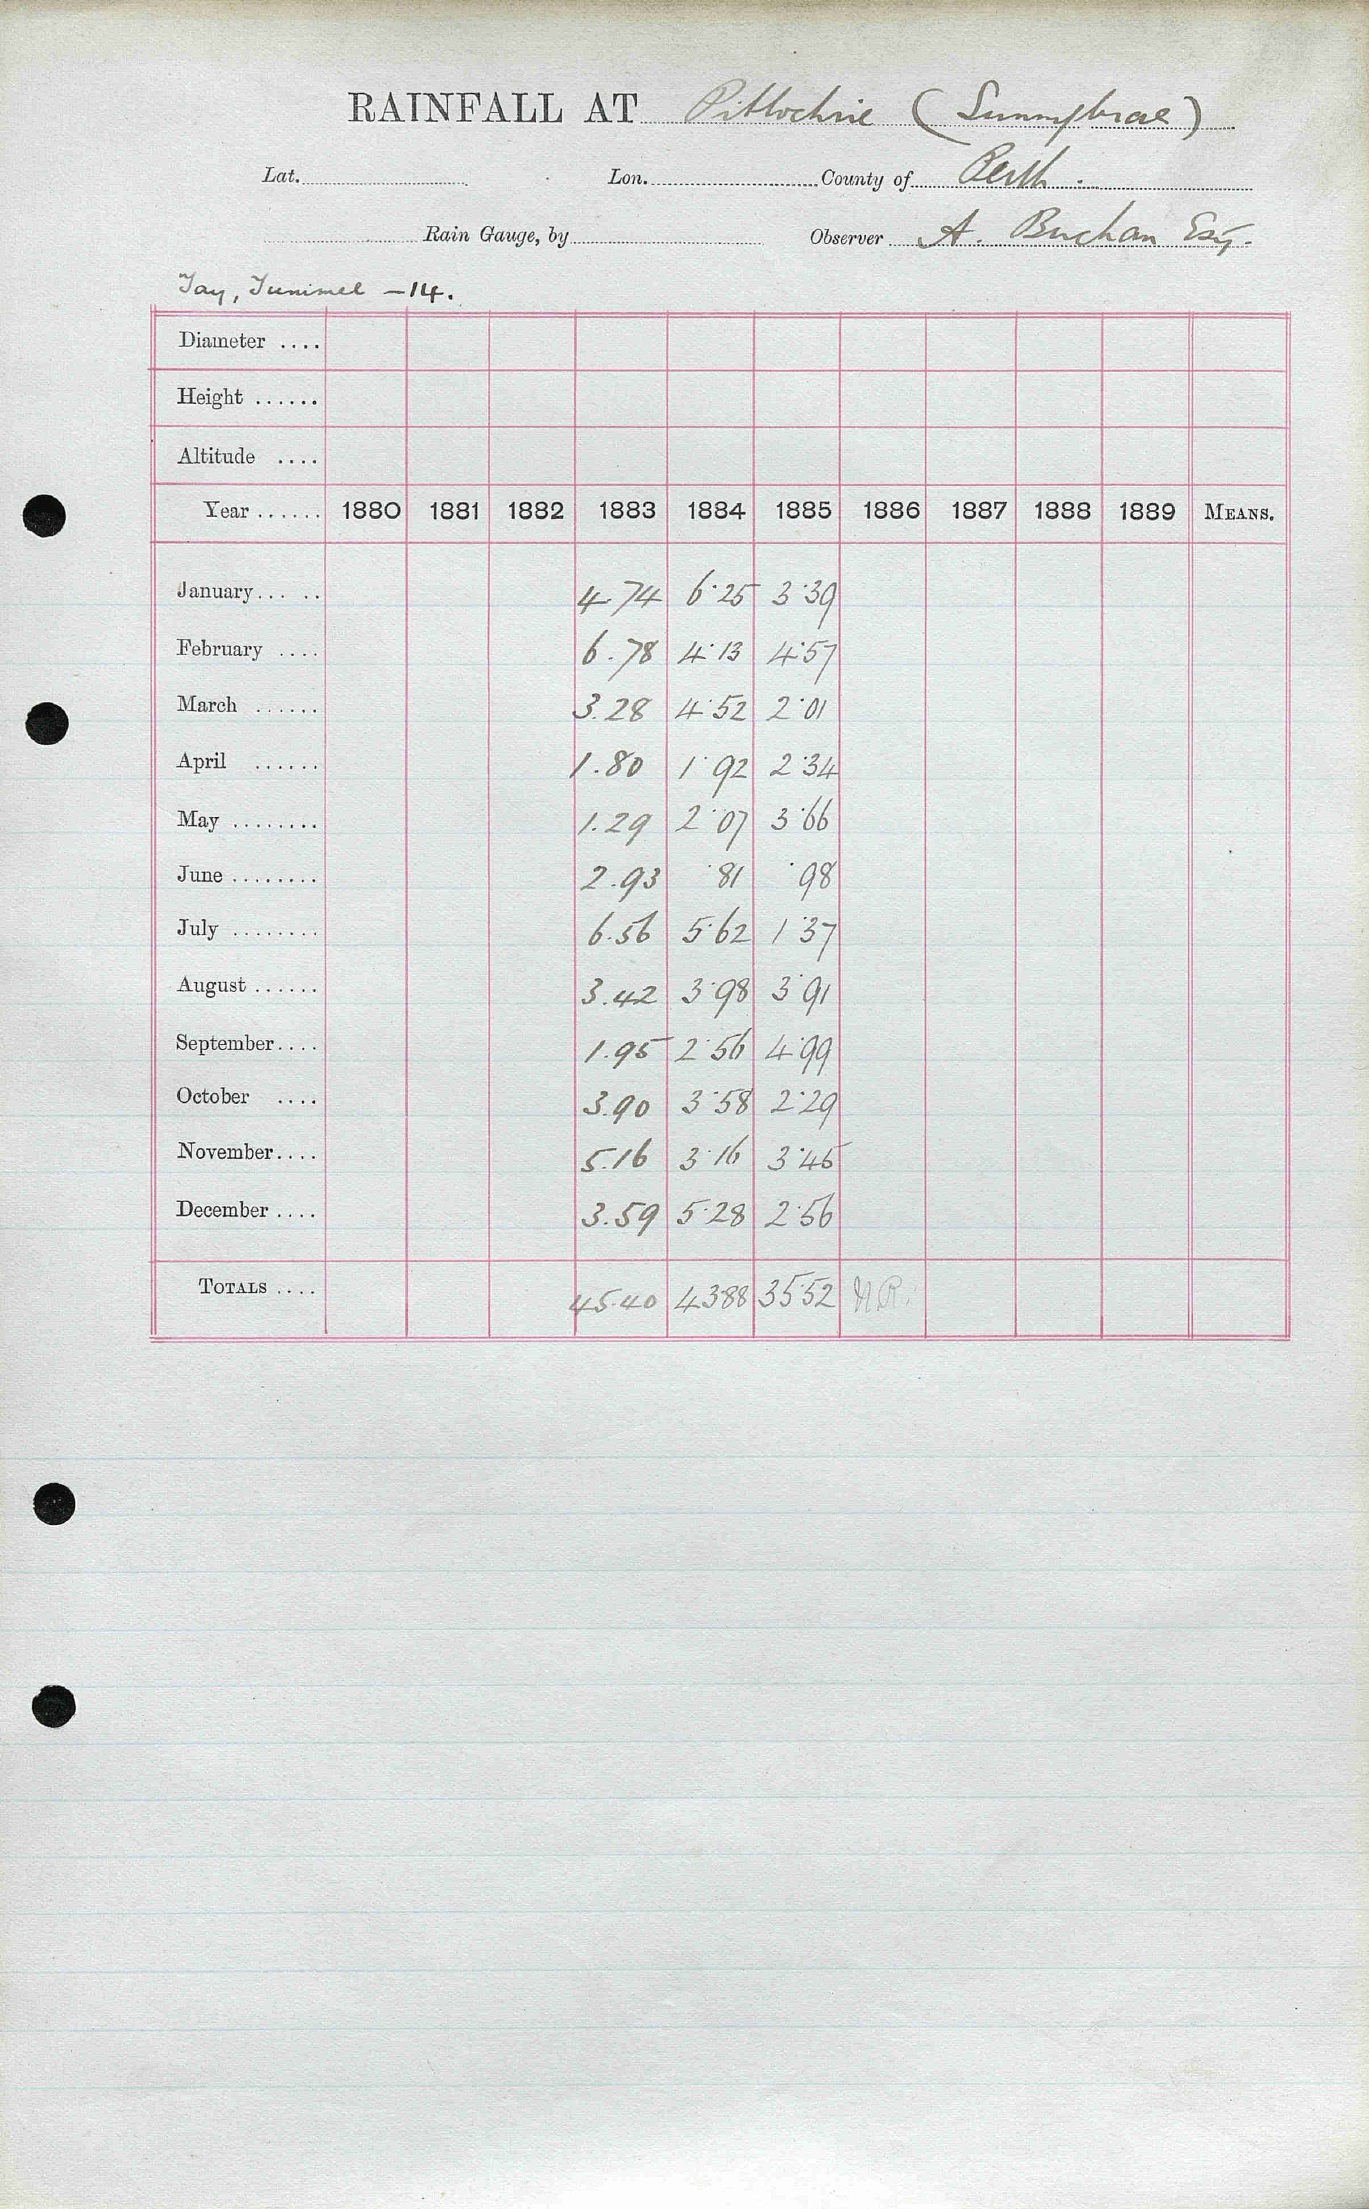 RAINFALL AT Pitlochrie (Sunnybrae)
Lat. Lon. County of Perth.
Rain Gauge, by Observer A. Buchan Esq.
Tay, Tummel - 14.
Diameter ....
Height ......
Altitude ....
Year ...... 1880 1881 1882 1883 1884 1885 1886 1887 1888 1889 MEANS.
January... .. 4.74 6.25 3.39
February .... 6.78 4.13 4.57
March ...... 3.28 4.52 2.01
April ...... 1.80 1.92 2.34
May ........ 1.29 2.07 3.66
June ........ 2.93 .81 .98
July ........ 6.56 5.62 1.37
August ...... 3.42 3.98 3.91
September.... 1.95 2.56 4.99
October .... 3.90 3.58 2.29
November.... 5.16 3.16 3.45
December .... 3.59 5.28 2.56
TOTALS .... 45.40 43.88 35.52 N.R.